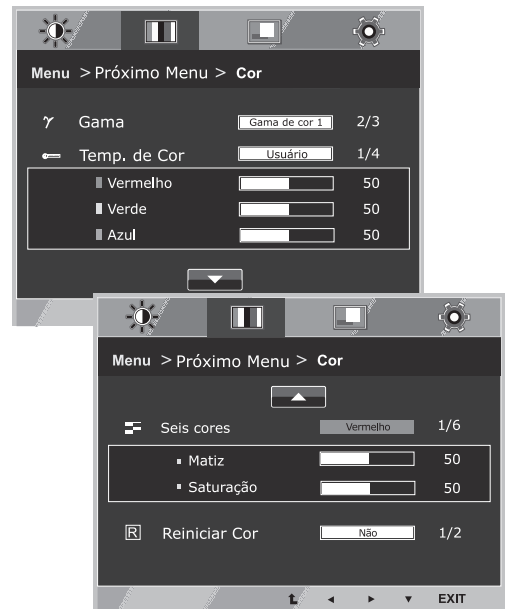 Menu > Próximo Menu > Cor
γ Gama Gama de cor 1 2/3
Temp. de Cor Usuário 1/4
Vermelho 50
Verde 50
Azul 50
Menu > Próximo Menu > Cor
Seis cores Vermelho 1/6
Matiz 50
Saturação 50
R Reiniciar Cor Não 1/2
EXIT